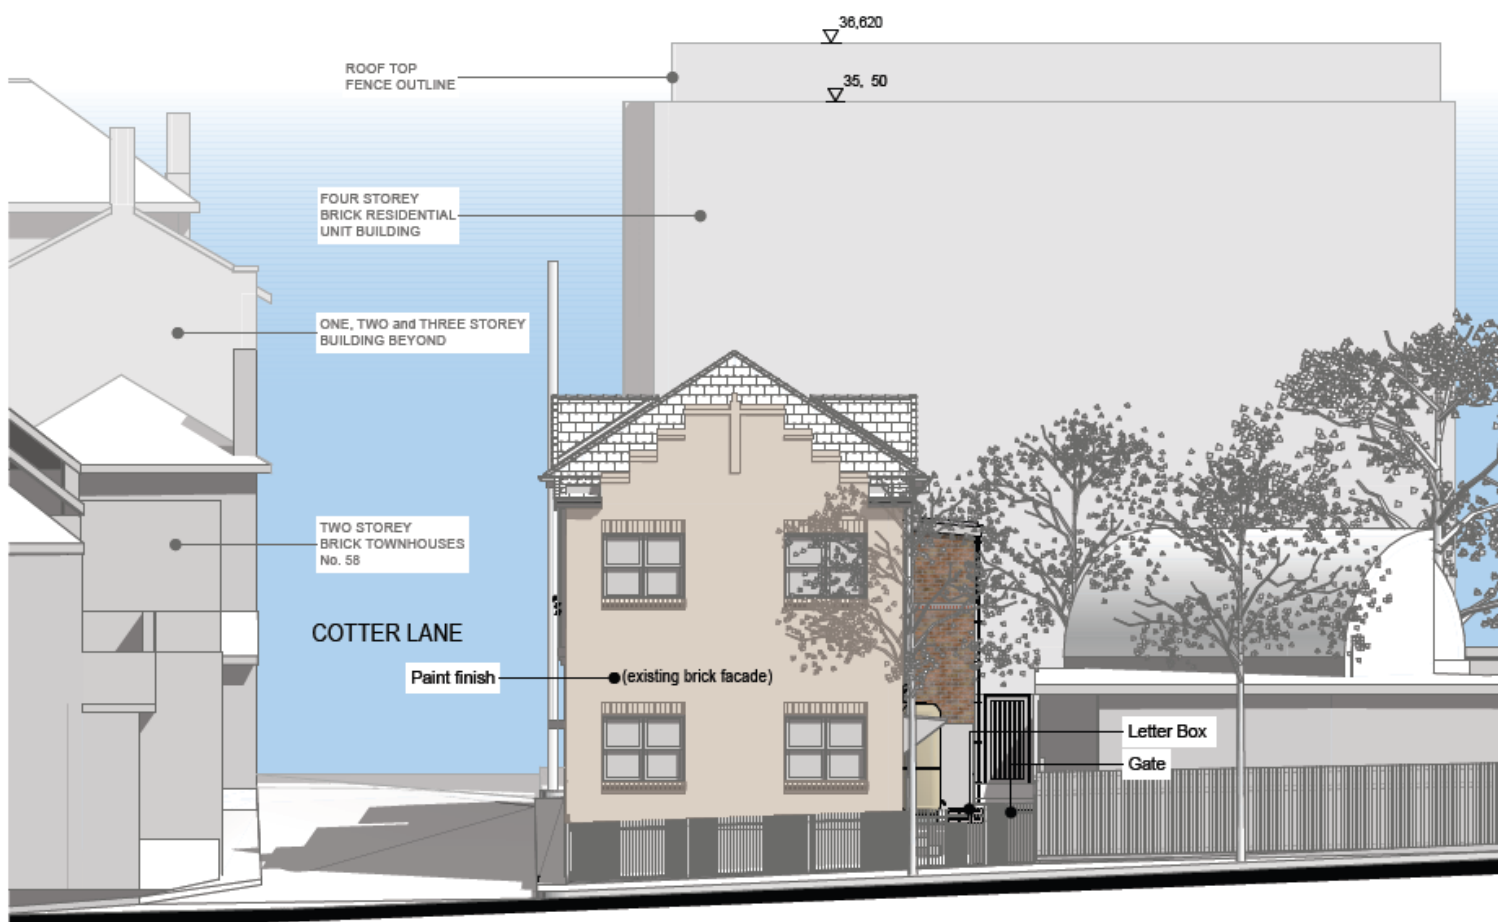 36,620
ROOF TOP
FENCE OUTLINE
35, 50
FOUR STOREY
BRICK RESIDENTIAL
UNIT BUILDING
ONE, TWO and THREE STOREY
BUILDING BEYOND
TWO STOREY
BRICK TOWNHOUSES
No. 58
COTTER LANE
Paint finish
(existing brick facade)
Letter Box
Gate